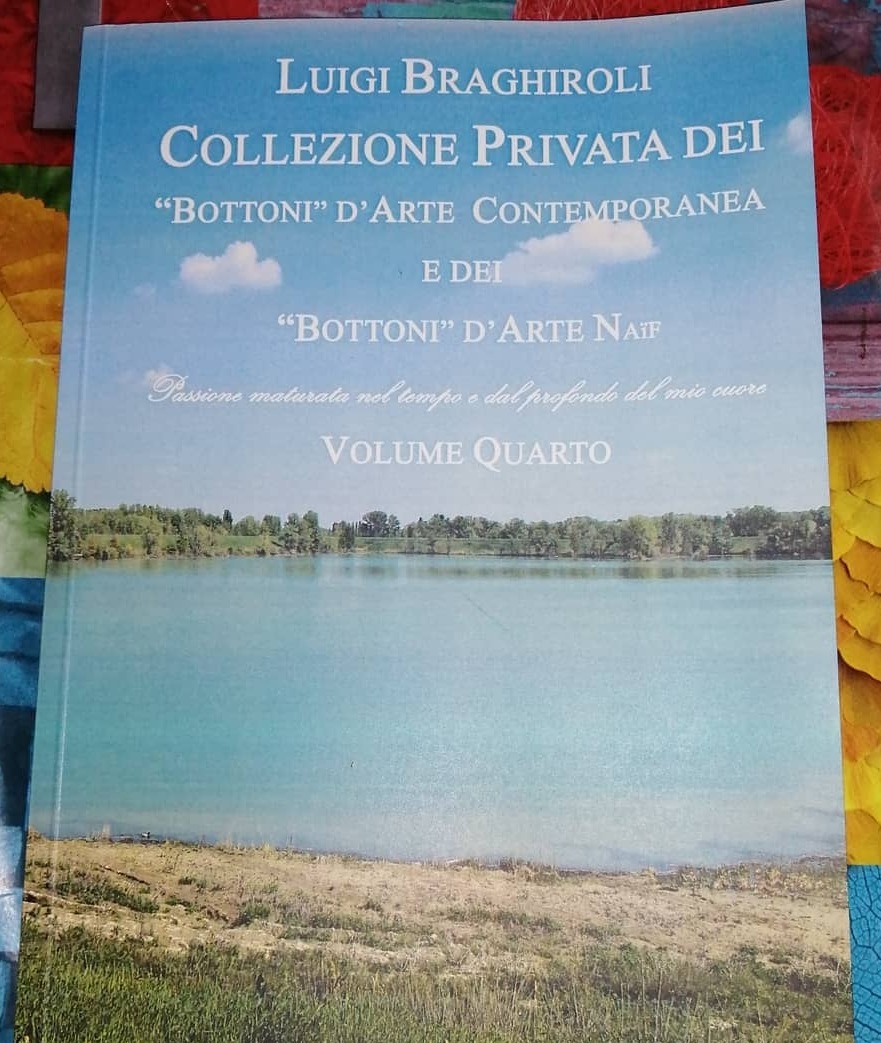 LUIGI BRAGHIROLI
COLLEZIONE PRIVATA DEI
“BOTTONI” D’ARTE CONTEMPORANEA
E DEI
“BOTTONI” D’ARTE NAïF
Passione maturata nel tempo e dal profondo del mio cuore
VOLUME QUARTO